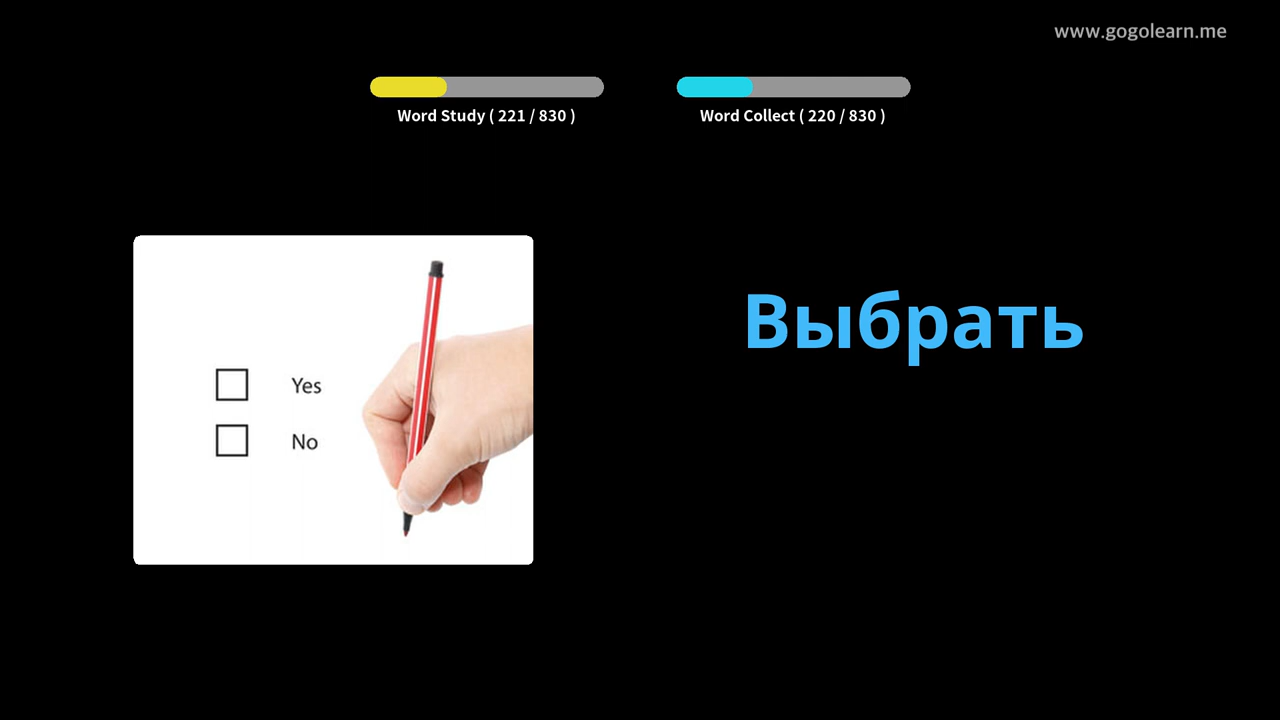 www.gogolearn.me
Word Study ( 221 / 830 )
Word Collect ( 220 / 830 )
Выбрать
Yes
No